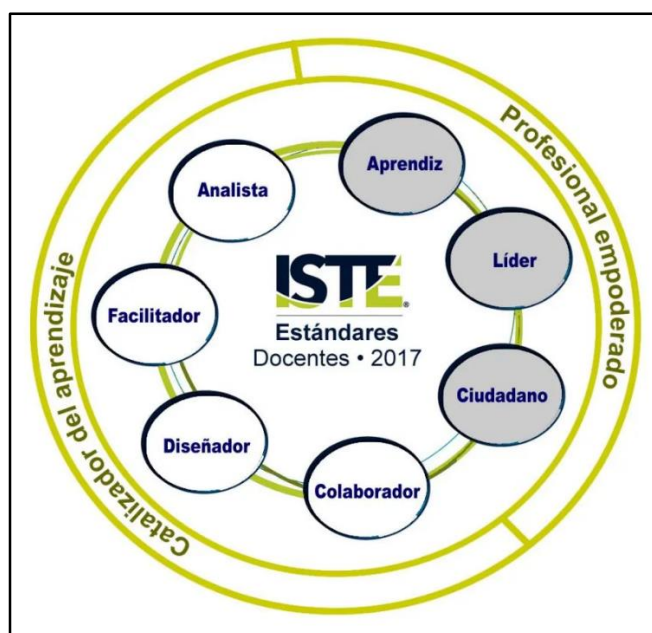 Aprendiz
Líder
Ciudadano
Colaborador
Diseñador
Facilitador
Analista
ISTE®
Estándares
Docentes • 2017
Profesional empoderado
Catalizador del aprendizaje